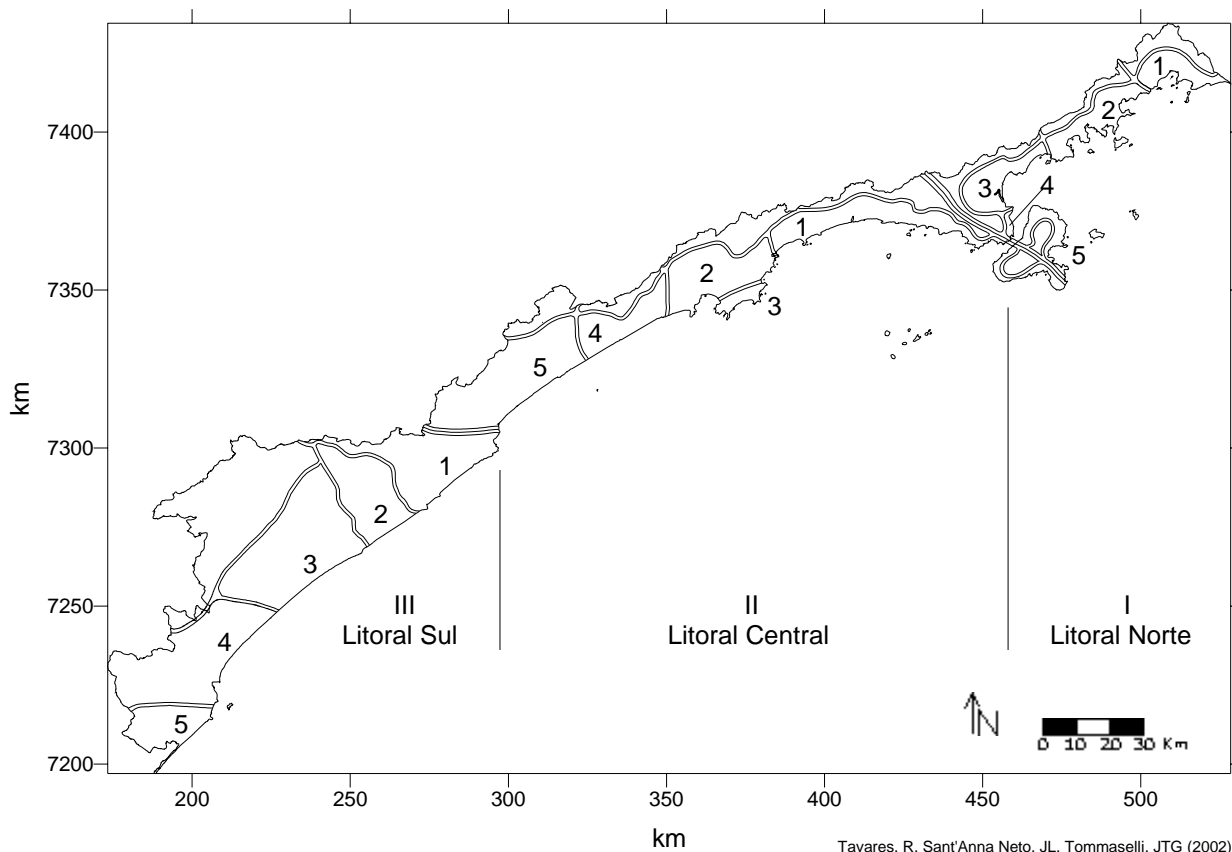 7400
7350
7300
7250
7200
km
1
2
3
4
5
1
2
3
4
5
1
2
3
4
5
III
Litoral Sul
II
Litoral Central
I
Litoral Norte
N
0 10 20 30 Km
200 250 300 350 400 450 500
km
Tavares, R, Sant'Anna Neto, JL, Tommaselli, JTG (2002)